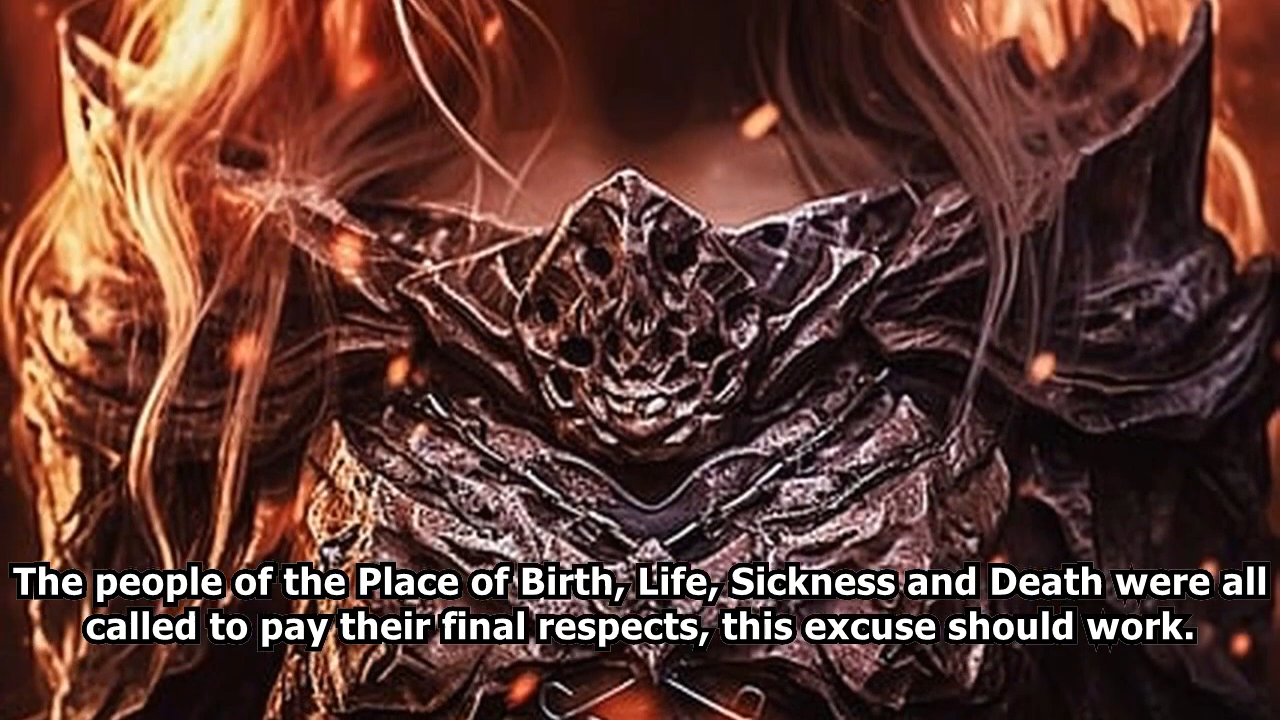 The people of the Place of Birth, Life, Sickness and Death were all
called to pay their final respects, this excuse should work.